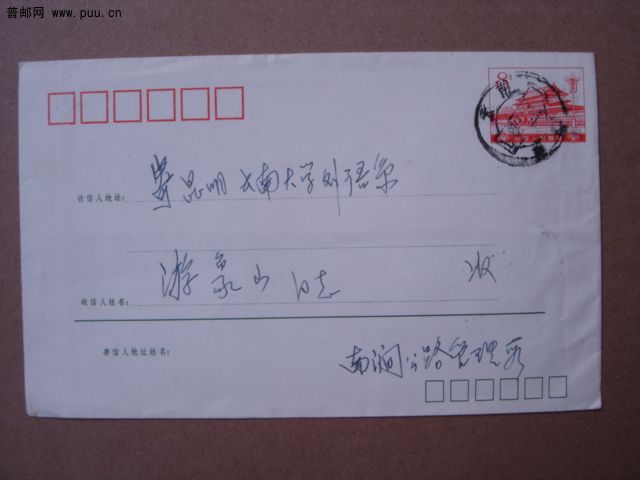 普邮网 www.puu.cn
收信人地址:
寄昆明云南大学外语系
收信人姓名:
游 山 同志 收
寄信人地址姓名:
南涧公路管理段